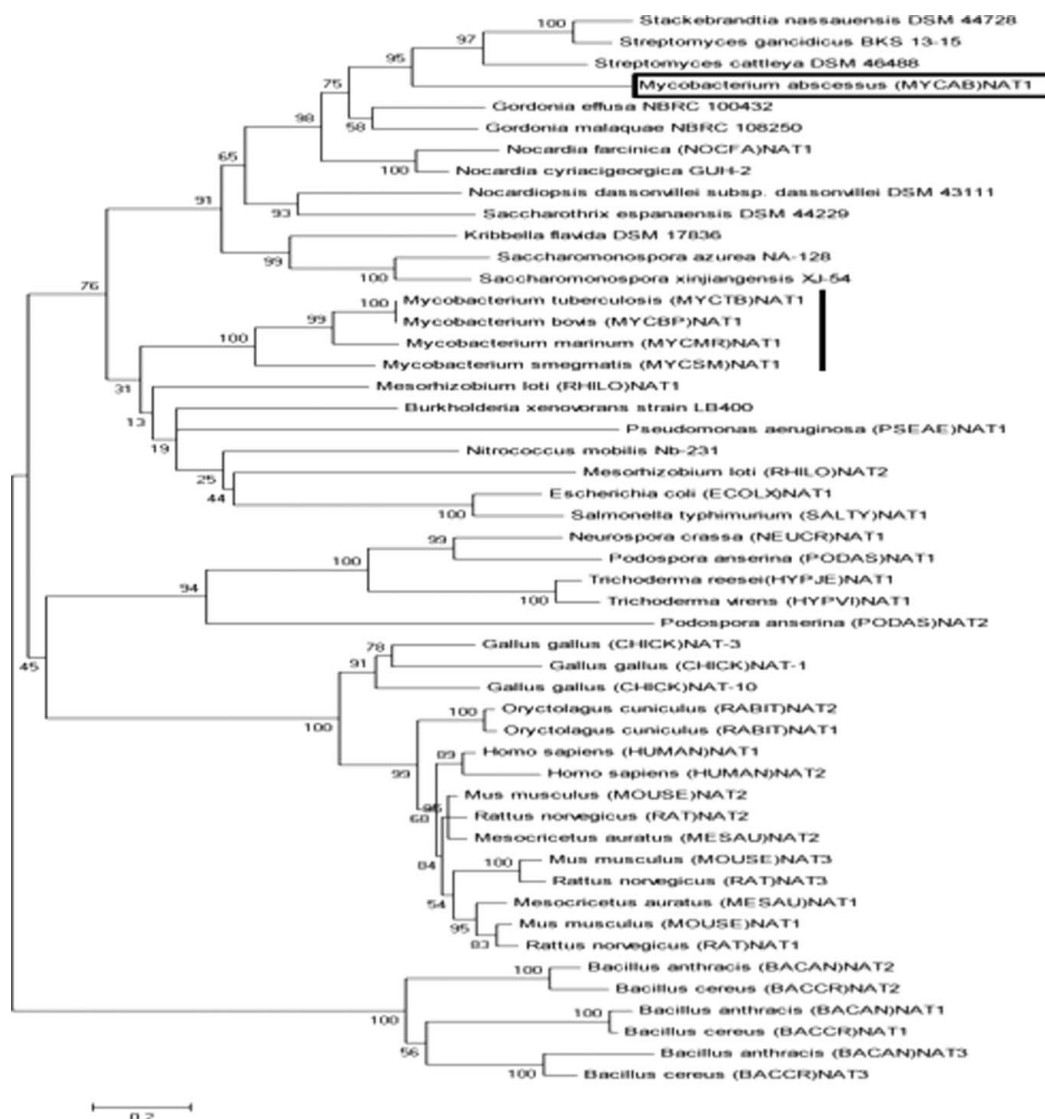 Stackebrandtia nassauensis DSM 44728
100
Streptomyces gancidicus BKS 13-15
97
Streptomyces cattleya DSM 46488
95
Mycobacterium abscessus (MYCAB)NAT1
75
Gordonia effusa NBRC 100432
58
Gordonia malaquae NBRC 108250
98
Nocardia farcinica (NOCFA)NAT1
100
Nocardia cyriacigeorgica GUH-2
65
Nocardiopsis dassonvillei subsp. dassonvillei DSM 43111
93
Saccharothrix espanaensis DSM 44229
91
Kribbella flavida DSM 17836
99
Saccharomonospora azurea NA-128
100
Saccharomonospora xinjiangensis XJ-54
76
Mycobacterium tuberculosis (MYCTB)NAT1
100
Mycobacterium bovis (MYCBP)NAT1
99
Mycobacterium marinum (MYCMR)NAT1
100
Mycobacterium smegmatis (MYCSM)NAT1
31
Mesorhizobium loti (RHILO)NAT1
13
Burkholderia xenovorans strain LB400
19
Pseudomonas aeruginosa (PSEAE)NAT1
Nitrococcus mobilis Nb-231
25
Mesorhizobium loti (RHILO)NAT2
44
Escherichia coli (ECOLX)NAT1
100
Salmonella typhimurium (SALTY)NAT1
Neurospora crassa (NEUCR)NAT1
99
Podospora anserina (PODAS)NAT1
100
Trichoderma reesei(HYPJE)NAT1
100
Trichoderma virens (HYPVI)NAT1
94
Podospora anserina (PODAS)NAT2
45
Gallus gallus (CHICK)NAT-3
78
Gallus gallus (CHICK)NAT-1
91
Gallus gallus (CHICK)NAT-10
100
Oryctolagus cuniculus (RABIT)NAT2
100
Oryctolagus cuniculus (RABIT)NAT1
99
Homo sapiens (HUMAN)NAT1
89
Homo sapiens (HUMAN)NAT2
68
Mus musculus (MOUSE)NAT2
Rattus norvegicus (RAT)NAT2
Mesocricetus auratus (MESAU)NAT2
84
Mus musculus (MOUSE)NAT3
100
Rattus norvegicus (RAT)NAT3
54
Mesocricetus auratus (MESAU)NAT1
95
Mus musculus (MOUSE)NAT1
83
Rattus norvegicus (RAT)NAT1
Bacillus anthracis (BACAN)NAT2
100
Bacillus cereus (BACCR)NAT2
100
Bacillus anthracis (BACAN)NAT1
100
Bacillus cereus (BACCR)NAT1
56
Bacillus anthracis (BACAN)NAT3
100
Bacillus cereus (BACCR)NAT3
0.2